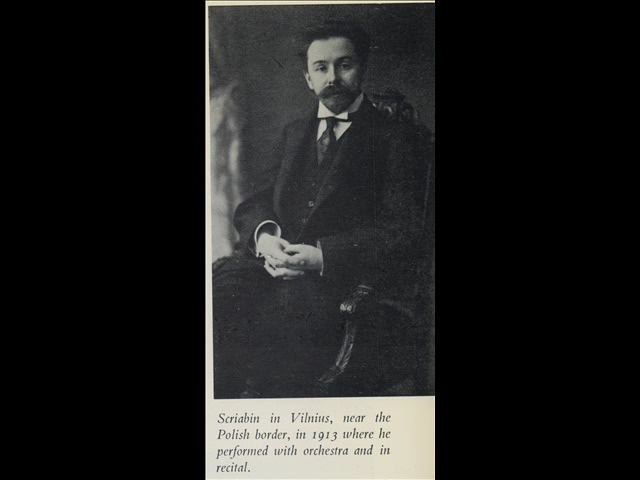 Scriabin in Vilnius, near the
Polish border, in 1913 where he
performed with orchestra and in
recital.